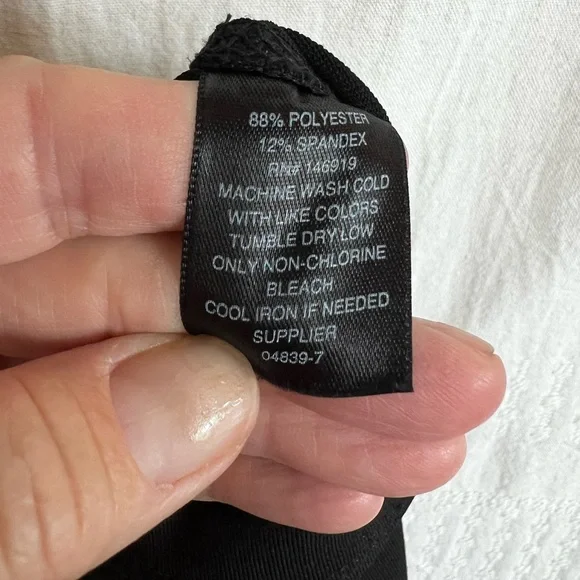 88% POLYESTER
12% SPANDEX
RN# 146919
MACHINE WASH COLD
WITH LIKE COLORS
TUMBLE DRY LOW
ONLY NON-CHLORINE
BLEACH
COOL IRON IF NEEDED
SUPPLIER
04839-7